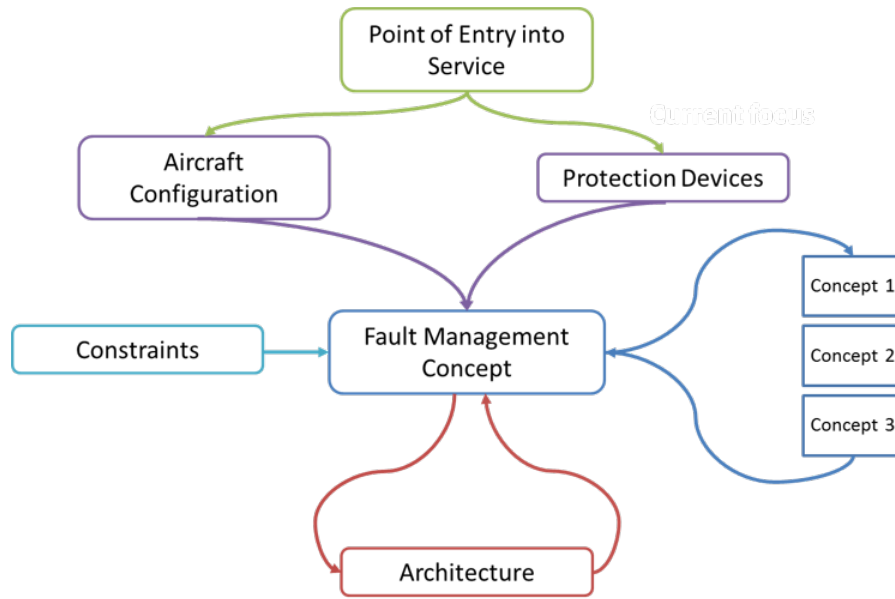 Point of Entry into
Service
Current focus
Aircraft
Configuration
Protection Devices
Concept 1
Constraints
Fault Management
Concept
Concept 2
Concept 3
Architecture